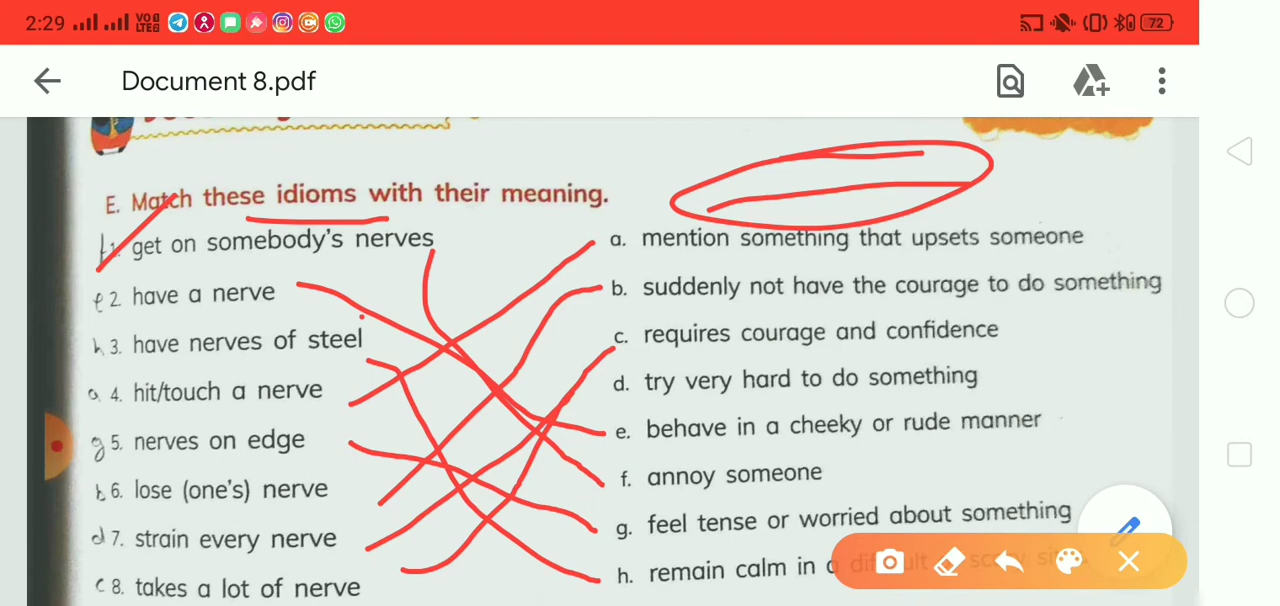 2:29 VO LTE 72
Document 8.pdf
E. Match these idioms with their meaning.
f 1. get on somebody's nerves
a. mention something that upsets someone
e 2. have a nerve
b. suddenly not have the courage to do something
h 3. have nerves of steel
c. requires courage and confidence
a 4. hit/touch a nerve
d. try very hard to do something
g 5. nerves on edge
e. behave in a cheeky or rude manner
b 6. lose (one's) nerve
f. annoy someone
d 7. strain every nerve
g. feel tense or worried about something
c 8. takes a lot of nerve
h. remain calm in a